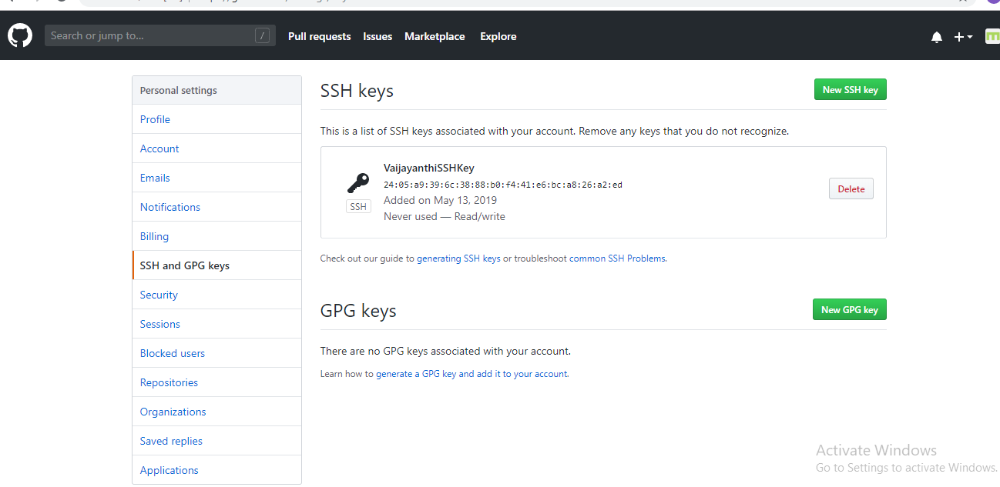 Search or jump to...
/
Pull requests
Issues
Marketplace
Explore
Personal settings
Profile
Account
Emails
Notifications
Billing
SSH and GPG keys
Security
Sessions
Blocked users
Repositories
Organizations
Saved replies
Applications
SSH keys
New SSH key
This is a list of SSH keys associated with your account. Remove any keys that you do not recognize.
SSH
VaijayanthiSSHKey
24:05:a9:39:6c:38:88:b0:f4:41:e6:bc:a8:26:a2:ed
Added on May 13, 2019
Never used — Read/write
Delete
Check out our guide to generating SSH keys or troubleshoot common SSH Problems.
GPG keys
New GPG key
There are no GPG keys associated with your account.
Learn how to generate a GPG key and add it to your account.
Activate Windows
Go to Settings to activate Windows.